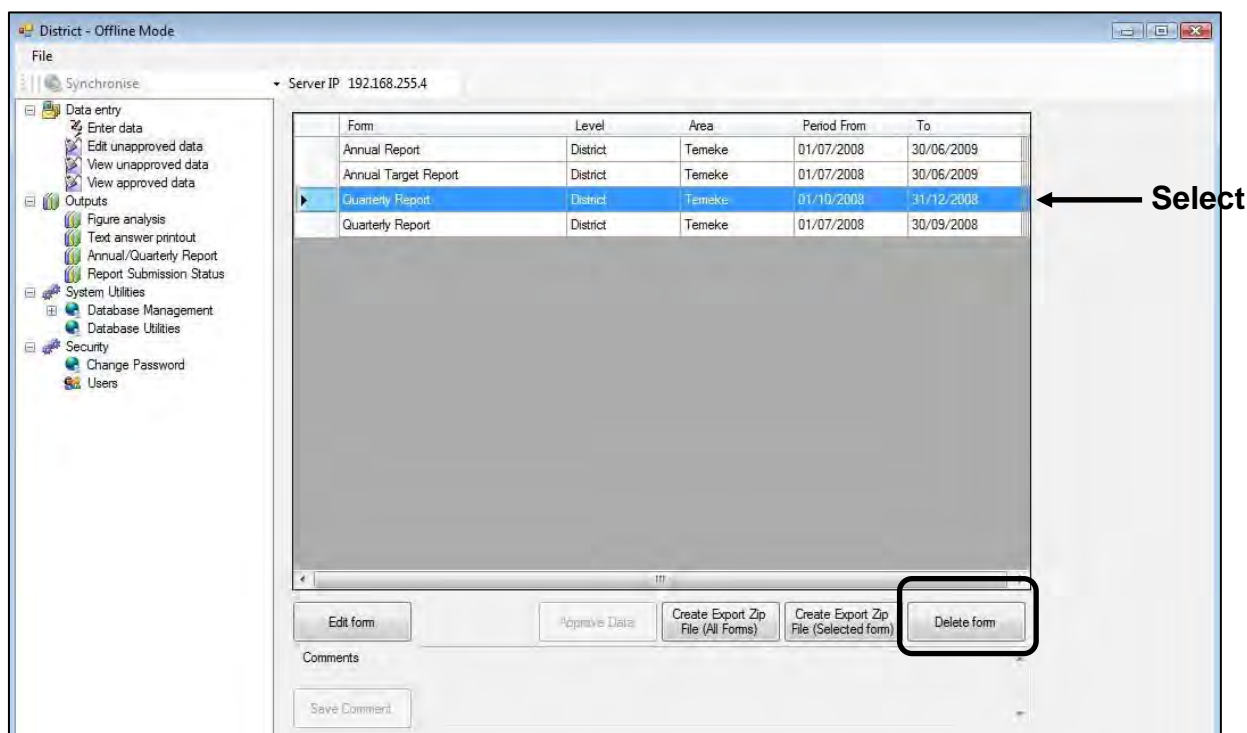 District - Offline Mode
File
Synchronise
Server IP 192.168.255.4
Data entry
Enter data
Edit unapproved data
View unapproved data
View approved data
Outputs
Figure analysis
Text answer printout
Annual/Quarterly Report
Report Submission Status
System Utilities
Database Management
Database Utilities
Security
Change Password
Users
Form Level Area Period From To
Annual Report District Temeke 01/07/2008 30/06/2009
Annual Target Report District Temeke 01/07/2008 30/06/2009
Quarterly Report District Temeke 01/10/2008 31/12/2008
Quarterly Report District Temeke 01/07/2008 30/09/2008
Select
Edit form
Approve Data
Create Export Zip
File (All Forms)
Create Export Zip
File (Selected form)
Delete form
Comments
Save Comment